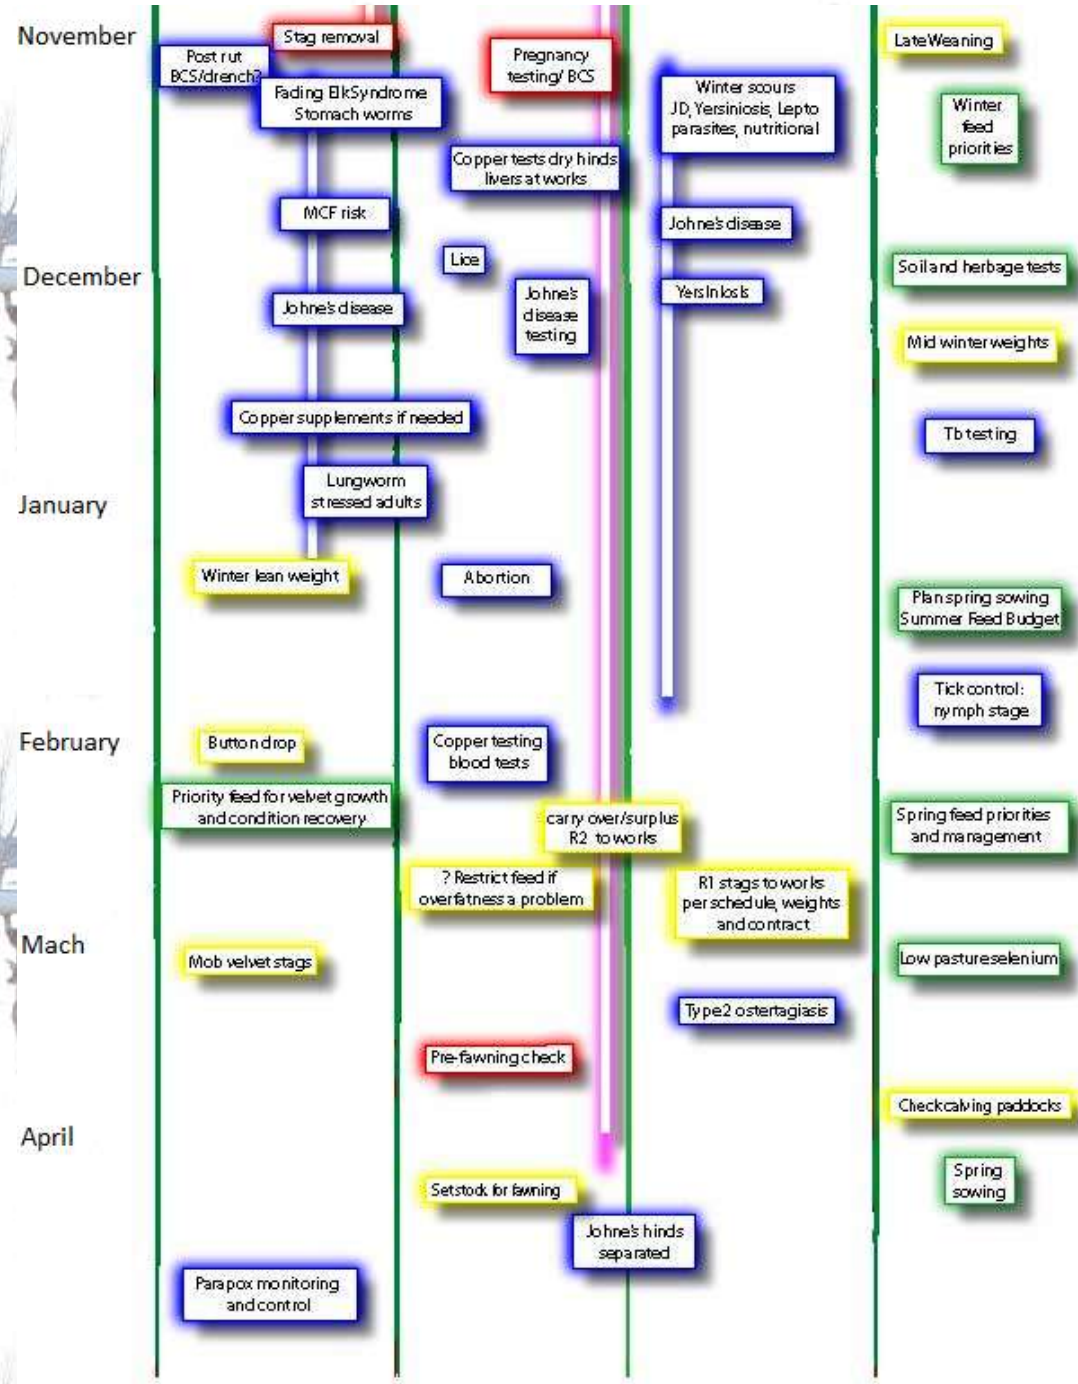 November
Stag removal
Post rut
BCS/drench?
Fading Elk Syndrome
Stomach worms
Pregnancy
testing/ BCS
Winter scours
JD, Yersiniosis, Lepto
parasites, nutritional
Late Weaning
Winter
feed
priorities
Copper tests dry hinds
livers at works
MCF risk
Johne's disease
Lice
December
Soil and herbage tests
Johne's disease
Johne's
disease
testing
Yersiniosis
Mid winter weights
Copper supplements if needed
Tb testing
January
Lungworm
stressed adults
Winter lean weight
Abortion
Plan spring sowing
Summer Feed Budget
Tick control:
nymph stage
February
Button drop
Copper testing
blood tests
Priority feed for velvet growth
and condition recovery
carry over/surplus
R2 to works
Spring feed priorities
and management
? Restrict feed if
overfatness a problem
R1 stags to works
per schedule, weights
and contract
Mach
Mob velvet stags
Low pasture selenium
Type 2 ostertagiasis
Pre-fawning check
Check calving paddocks
April
Set stock for fawning
Spring
sowing
Johne's hinds
separated
Parapox monitoring
and control